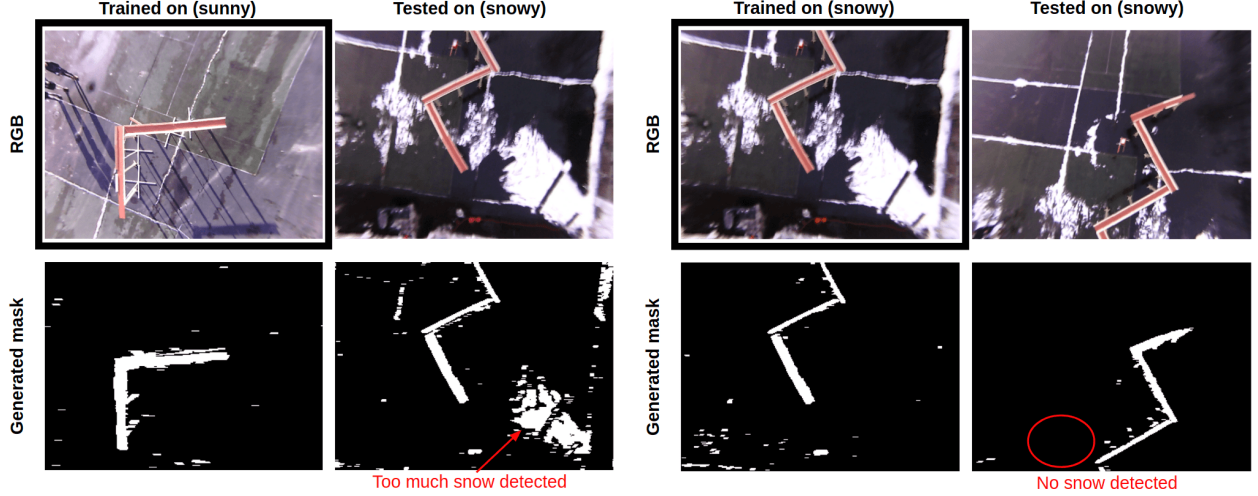 Trained on (sunny)
Tested on (snowy)
Trained on (snowy)
Tested on (snowy)
RGB
RGB
Generated mask
Generated mask
Too much snow detected
No snow detected